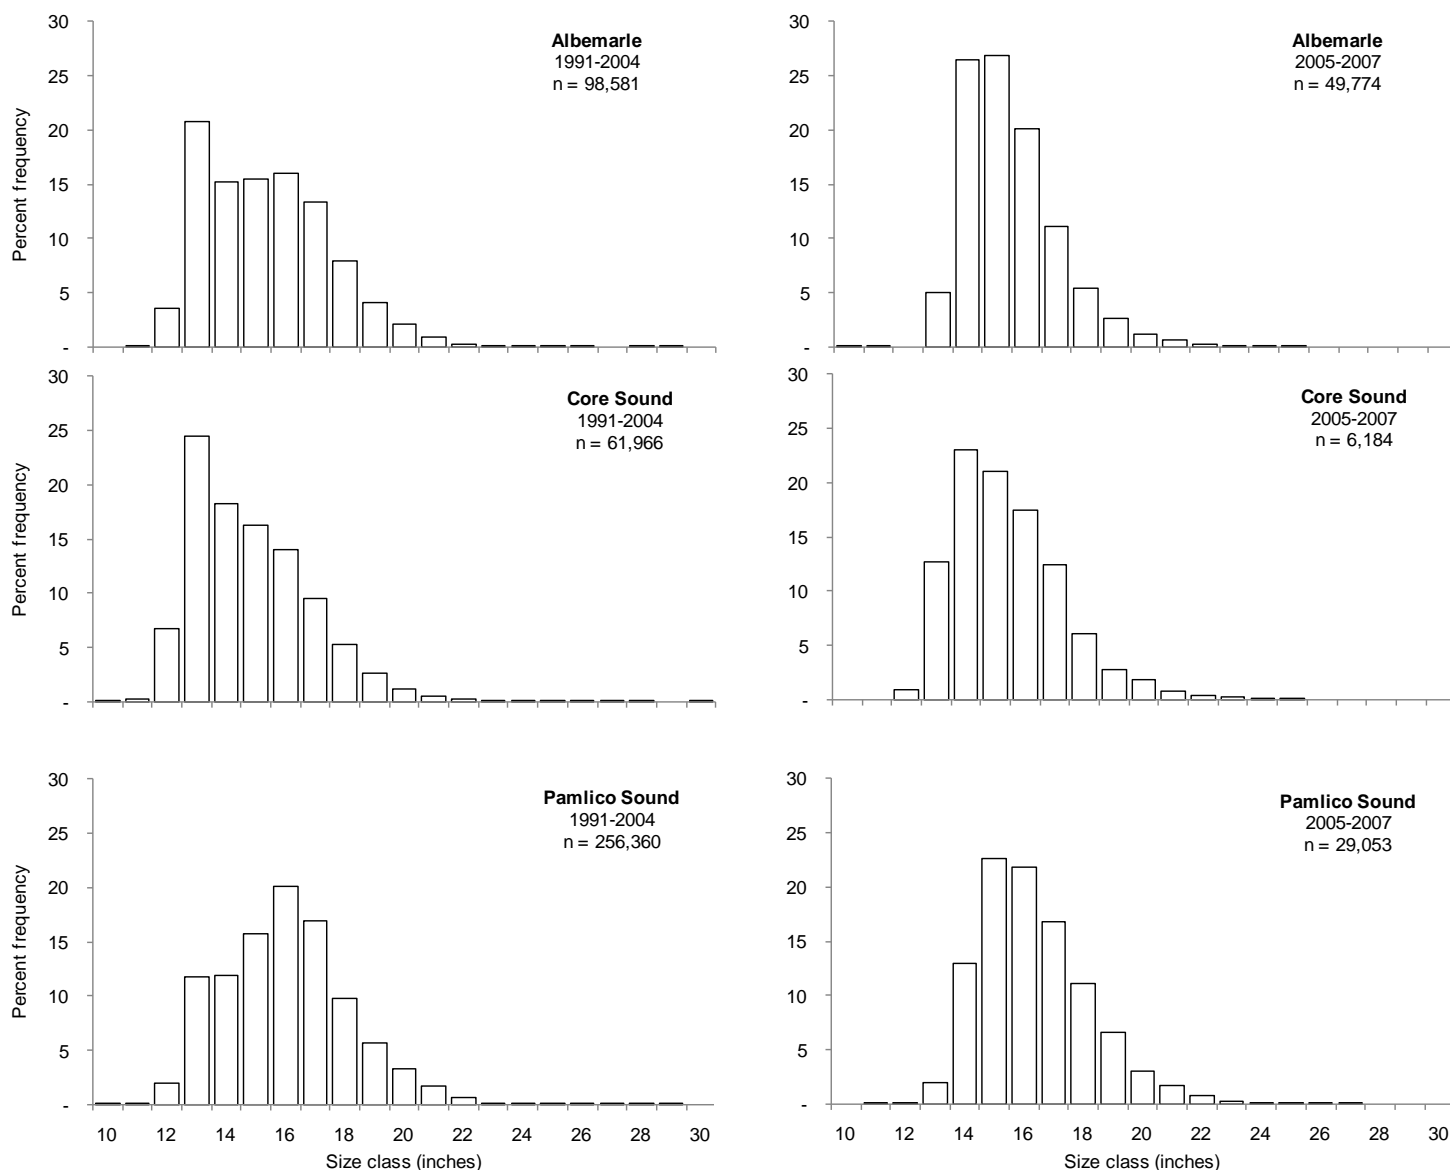 30
25
20
15
10
5
-
Percent frequency
Albemarle
1991-2004
n = 98,581
30
25
20
15
10
5
-
Albemarle
2005-2007
n = 49,774
30
25
20
15
10
5
-
Percent frequency
Core Sound
1991-2004
n = 61,966
30
25
20
15
10
5
-
Core Sound
2005-2007
n = 6,184
30
25
20
15
10
5
-
Percent frequency
Pamlico Sound
1991-2004
n = 256,360
10 12 14 16 18 20 22 24 26 28 30
Size class (inches)
30
25
20
15
10
5
-
Pamlico Sound
2005-2007
n = 29,053
10 12 14 16 18 20 22 24 26 28 30
Size class (inches)